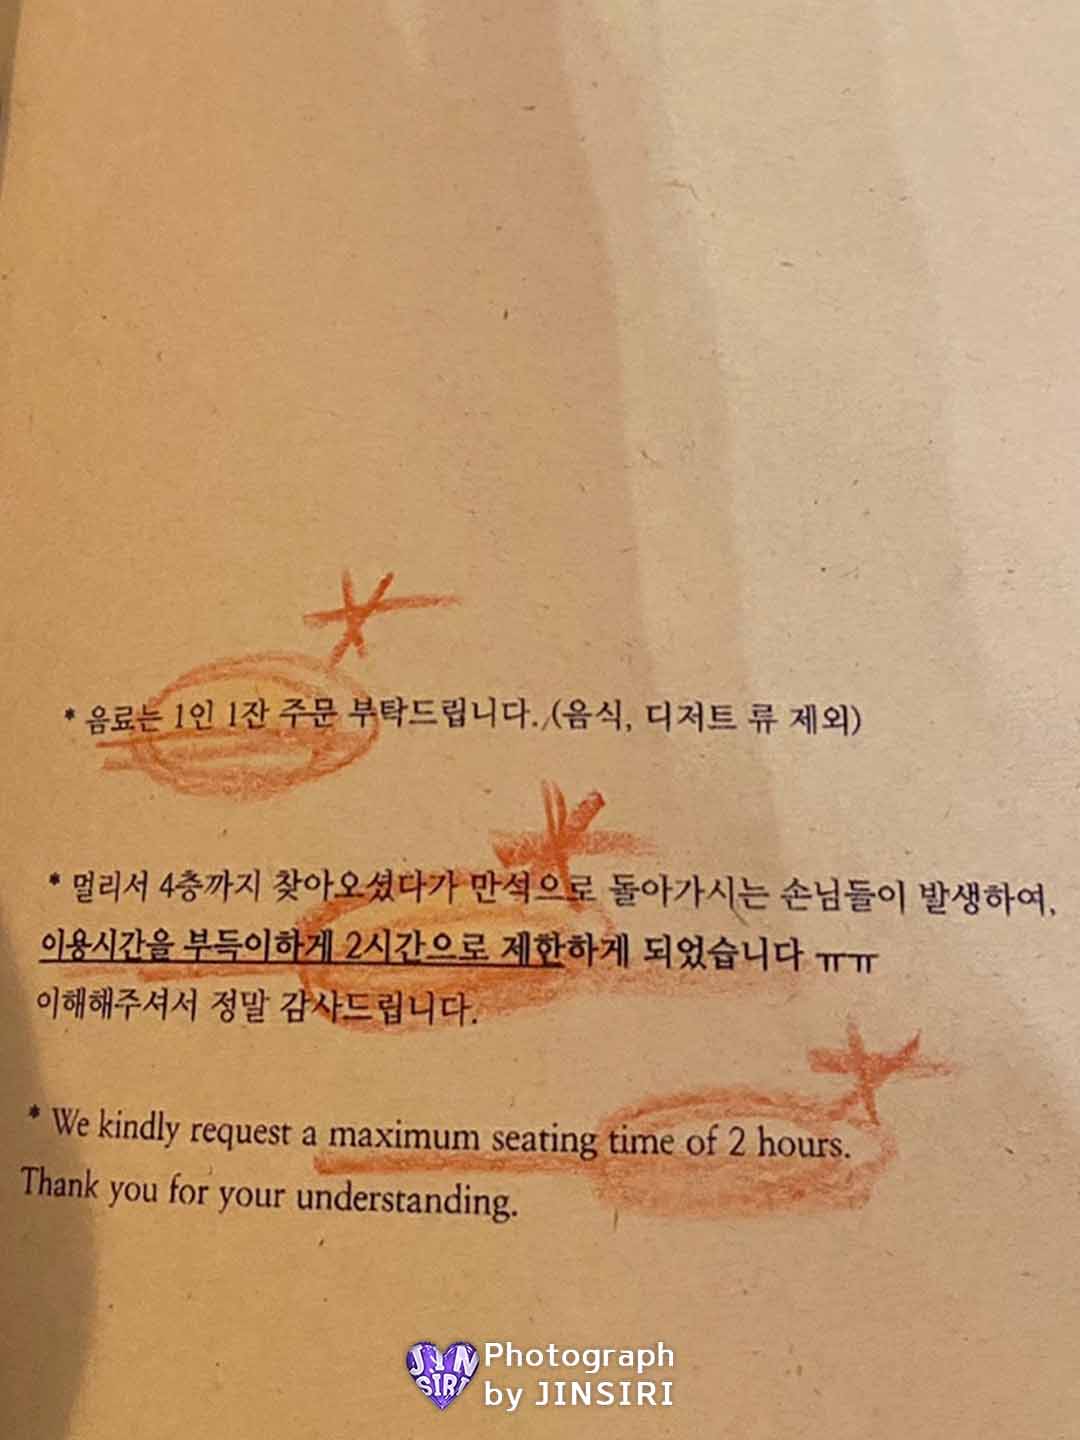 * 음료는 1인 1잔 주문 부탁드립니다. (음식, 디저트 류 제외)
* 멀리서 4층까지 찾아오셨다가 만석으로 돌아가시는 손님들이 발생하여,
이용시간을 부득이하게 2시간으로 제한하게 되었습니다 ㅠㅠ
이해해주셔서 정말 감사드립니다.
* We kindly request a maximum seating time of 2 hours.
Thank you for your understanding.
JIN
SIRI
Photograph
by JINSIRI